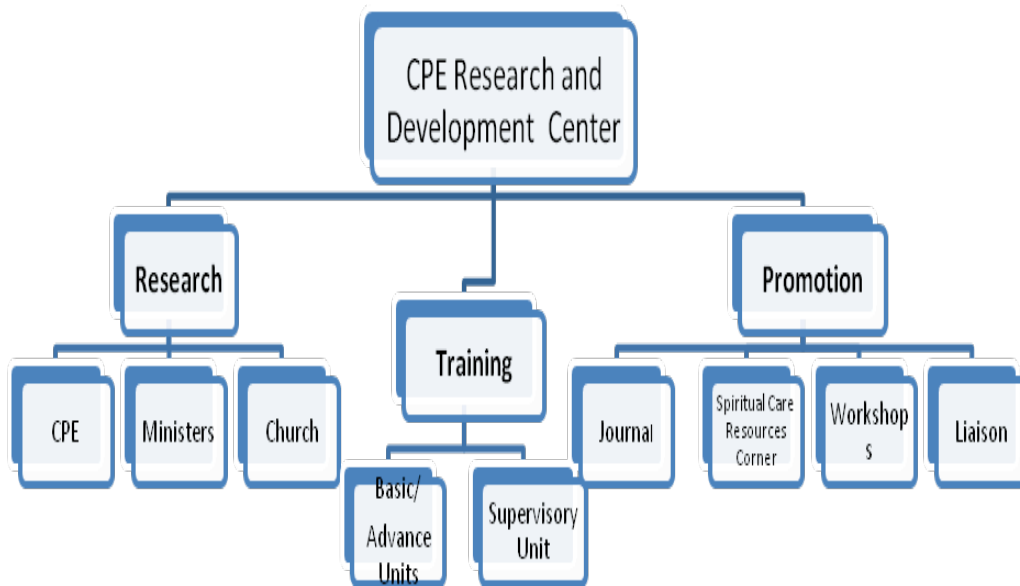 CPE Research and
Development Center
Research
Promotion
Training
CPE
Ministers
Church
Journal
Spiritual Care
Resources
Corner
Workshop
s
Liaison
Basic/
Advance
Units
Supervisory
Unit